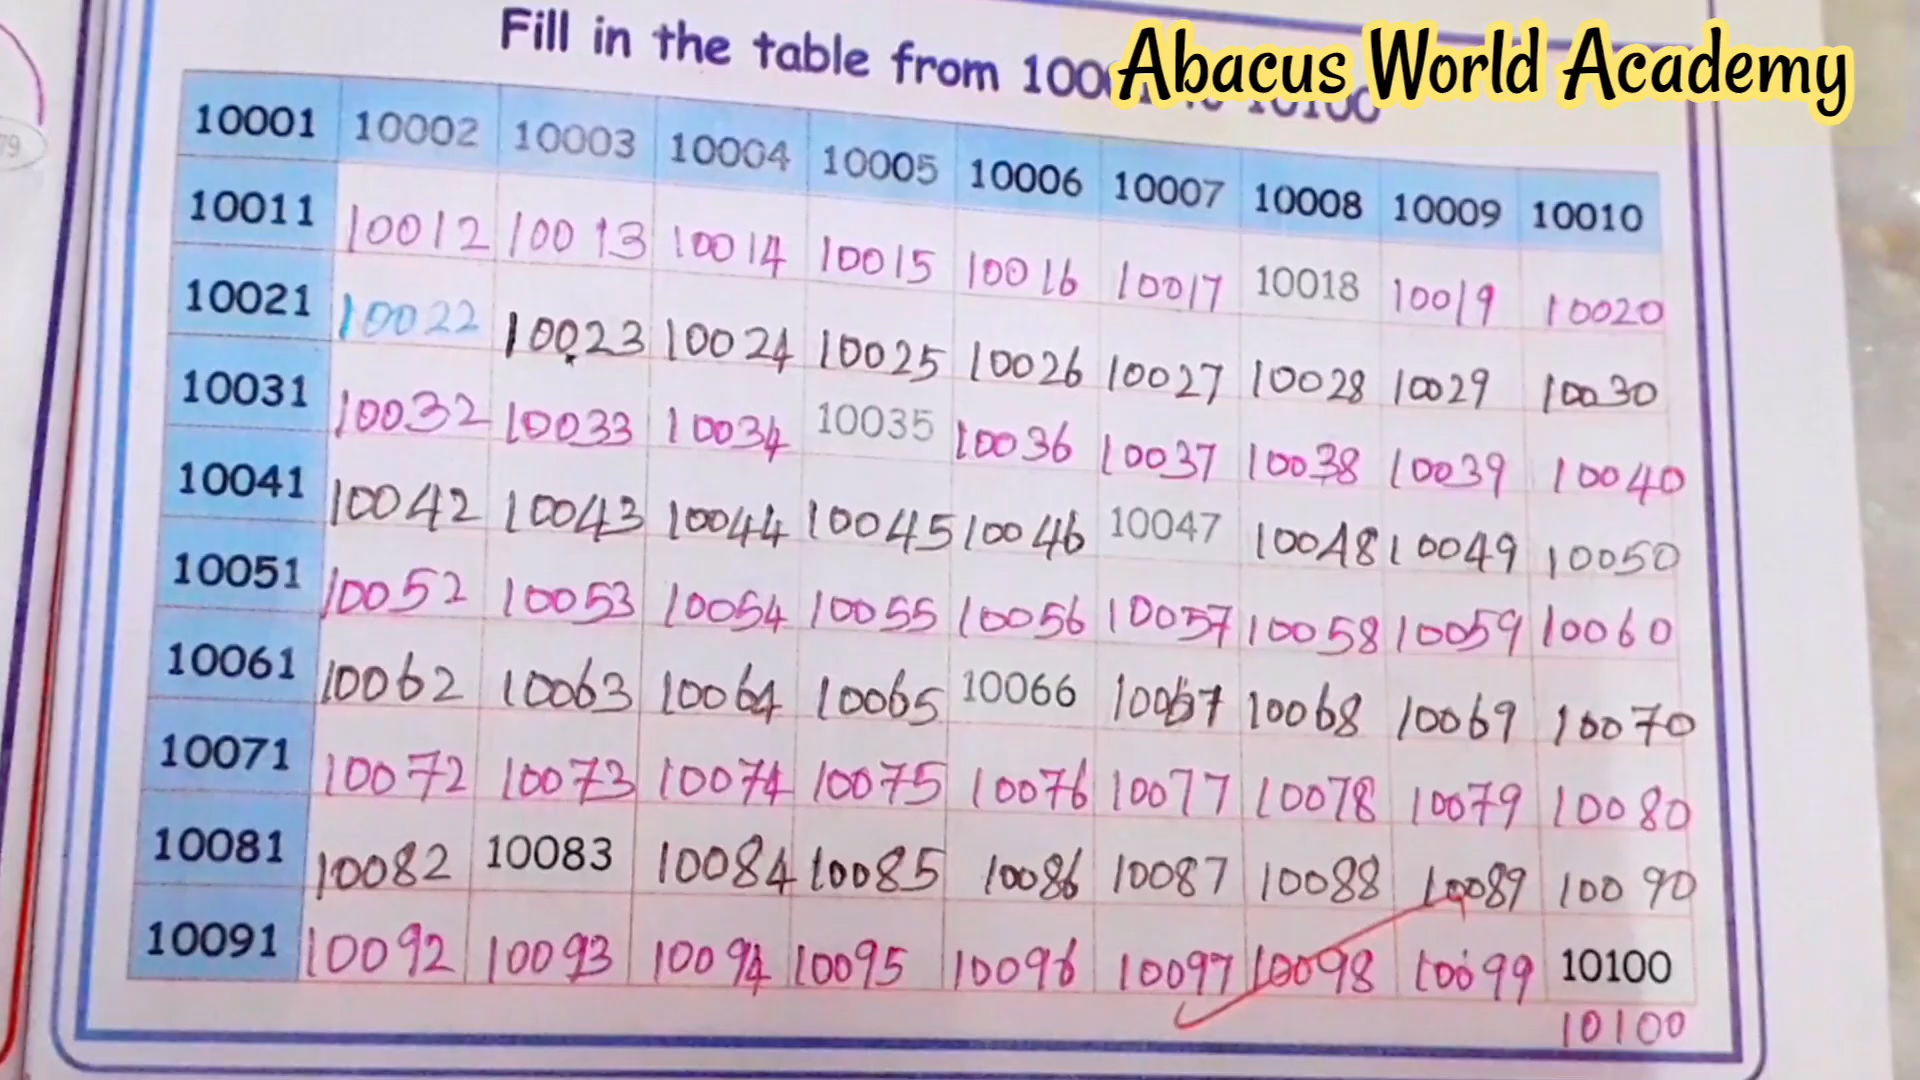 Fill in the table from 100
Abacus World Academy
10100
79
10001 10002 10003 10004 10005 10006 10007 10008 10009 10010
10011 10012 10013 10014 10015 10016 10017 10018 10019 10020
10021 10022 10023 10024 10025 10026 10027 10028 10029 10030
10031 10032 10033 10034 10035 10036 10037 10038 10039 10040
10041 10042 10043 10044 10045 10046 10047 10048 10049 10050
10051 10052 10053 10054 10055 10056 10057 10058 10059 10060
10061 10062 10063 10064 10065 10066 10067 10068 10069 10070
10071 10072 10073 10074 10075 10076 10077 10078 10079 10080
10081 10082 10083 10084 10085 10086 10087 10088 10089 10090
10091 10092 10093 10094 10095 10096 10097 10098 10099 10100
10100